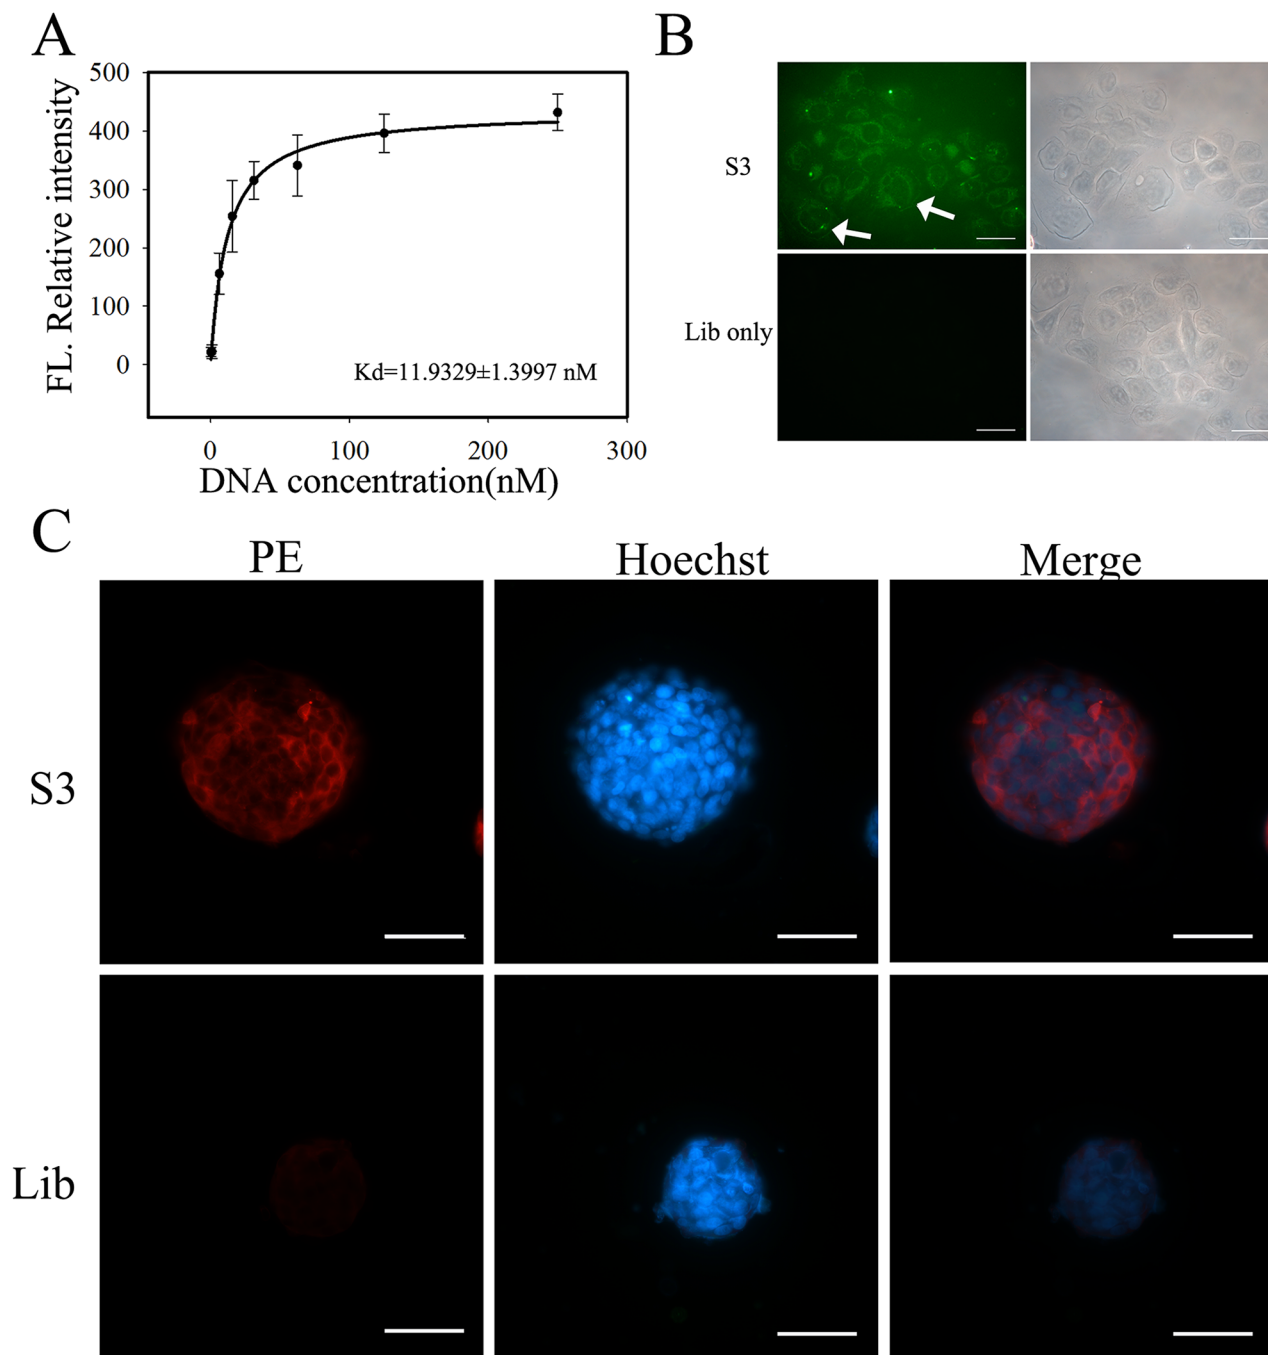 A
B
500
400
300
200
100
0
FL. Relative intensity
Kd=11.9329±1.3997 nM
0
100
200
300
DNA concentration(nM)
S3
Lib only
C
PE
Hoechst
Merge
S3
Lib